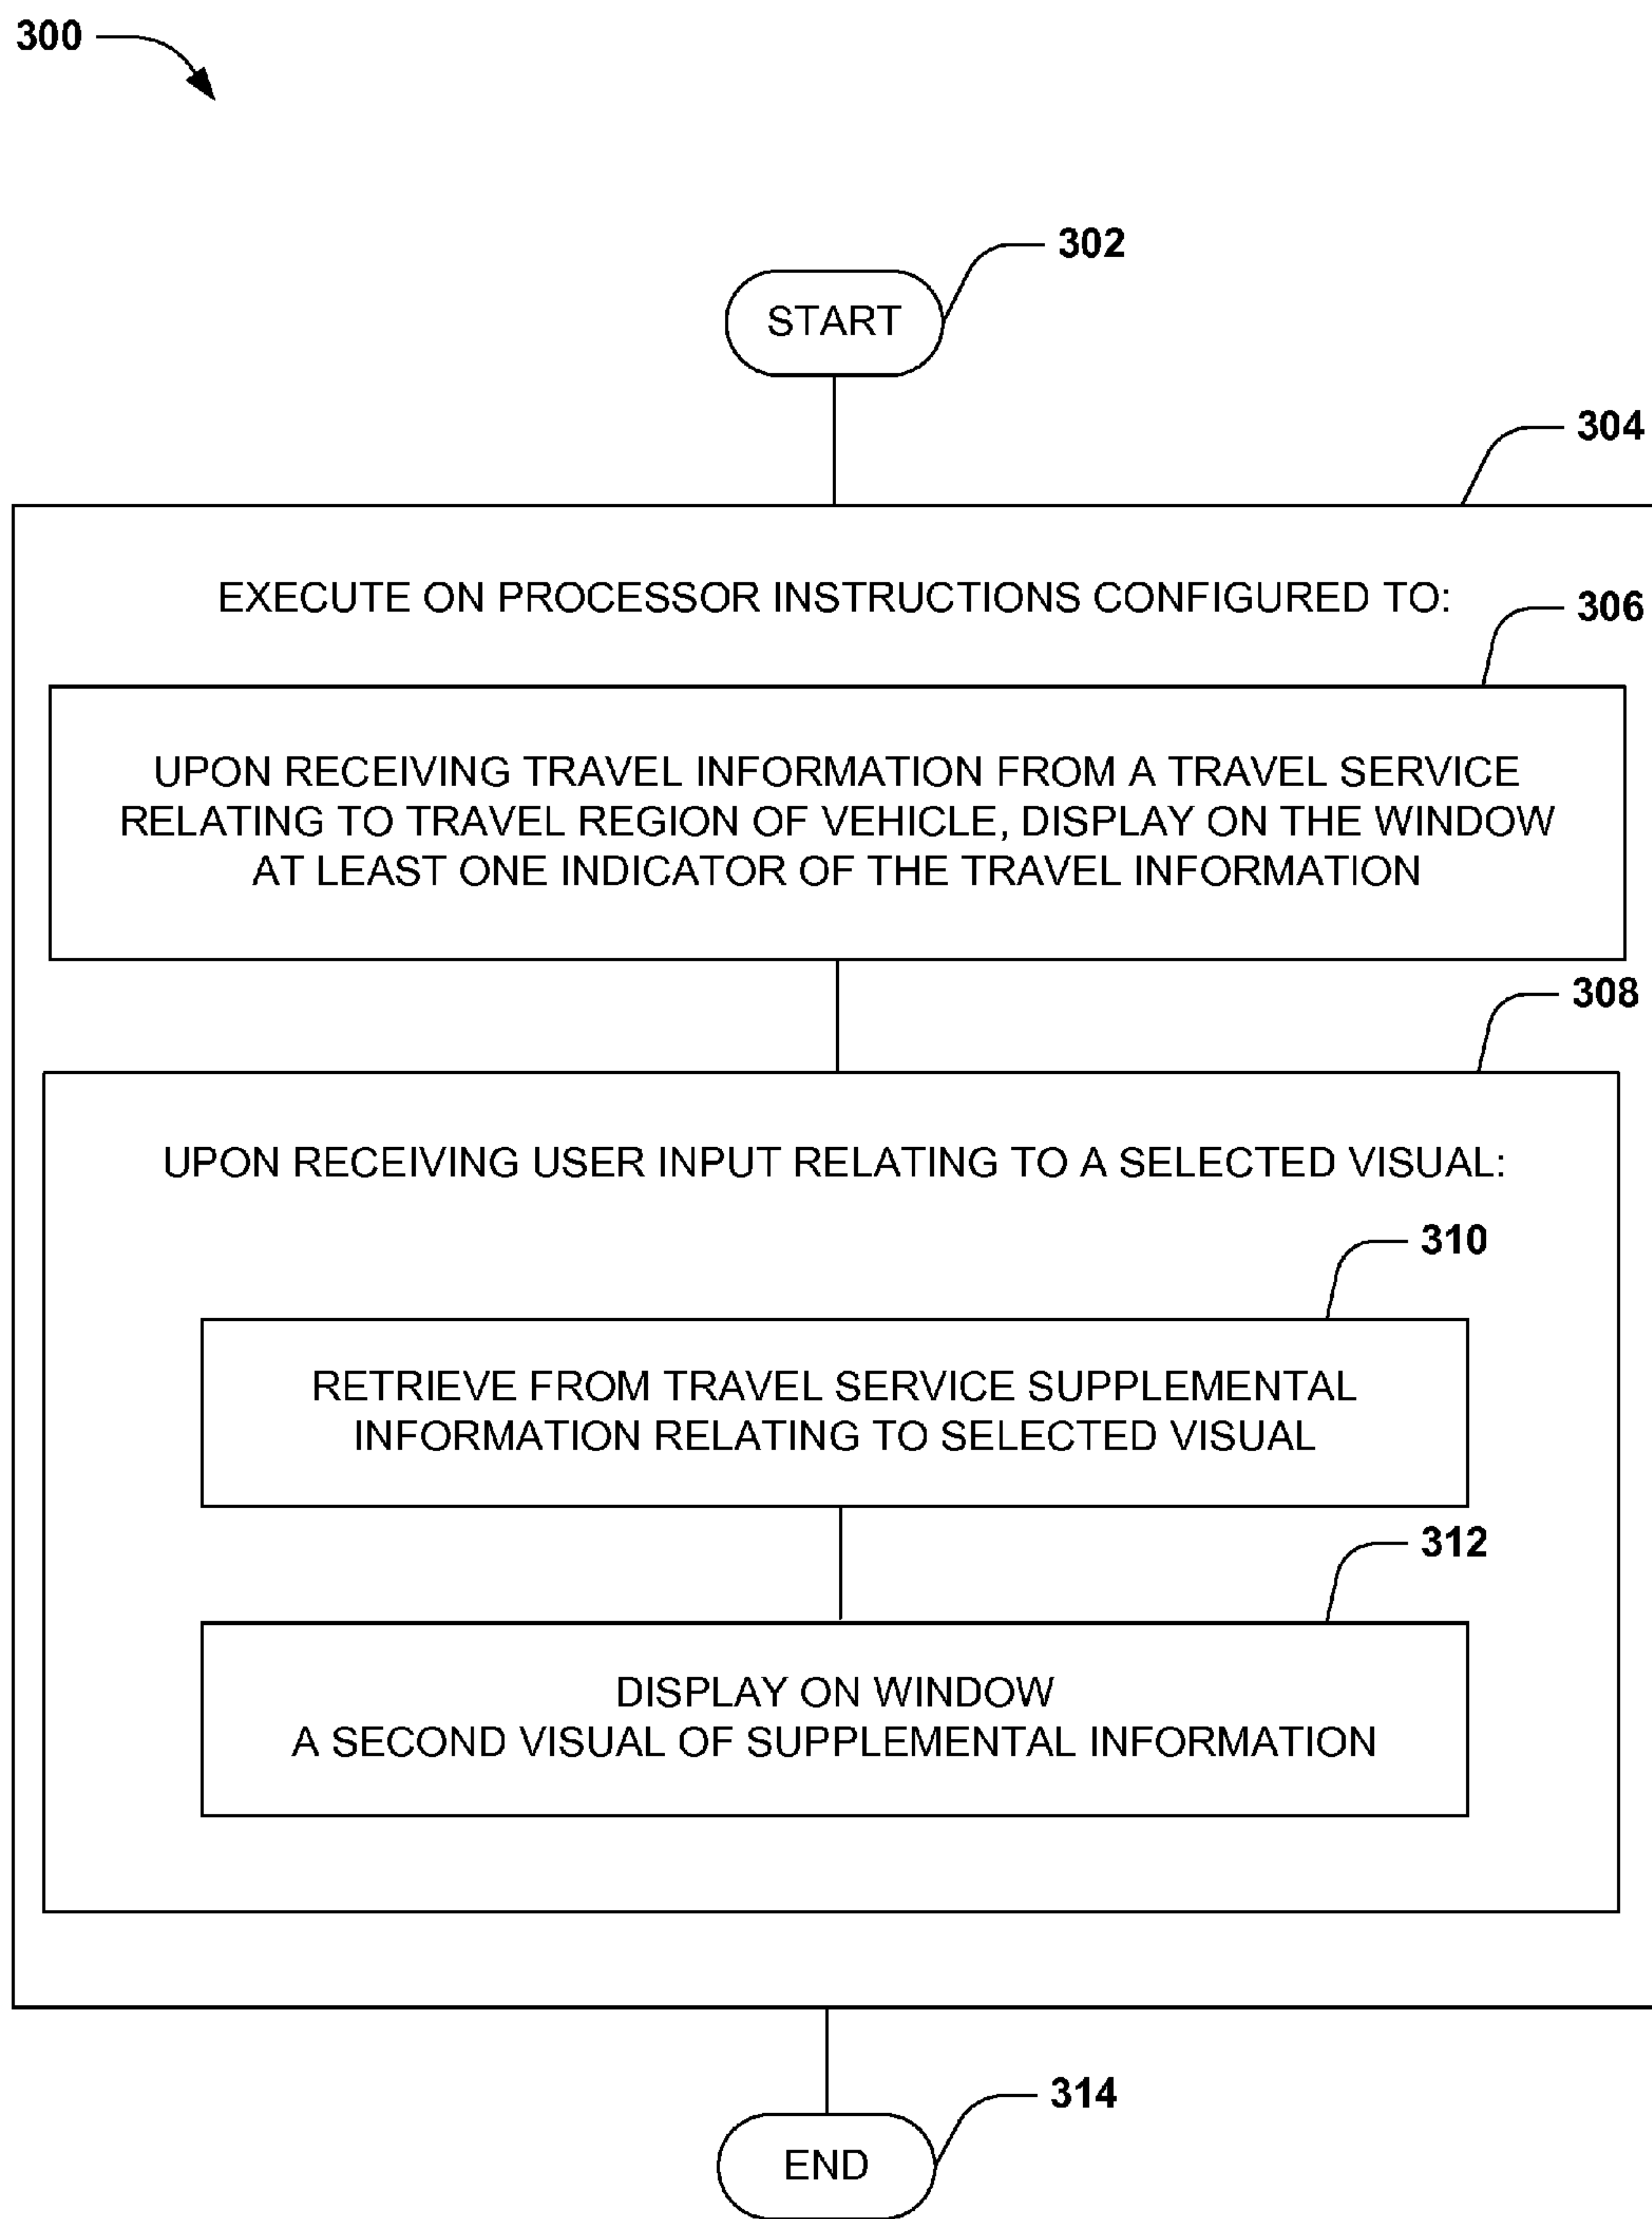 300
302
START
304
EXECUTE ON PROCESSOR INSTRUCTIONS CONFIGURED TO:
306
UPON RECEIVING TRAVEL INFORMATION FROM A TRAVEL SERVICE
RELATING TO TRAVEL REGION OF VEHICLE, DISPLAY ON THE WINDOW
AT LEAST ONE INDICATOR OF THE TRAVEL INFORMATION
308
UPON RECEIVING USER INPUT RELATING TO A SELECTED VISUAL:
310
RETRIEVE FROM TRAVEL SERVICE SUPPLEMENTAL
INFORMATION RELATING TO SELECTED VISUAL
312
DISPLAY ON WINDOW
A SECOND VISUAL OF SUPPLEMENTAL INFORMATION
314
END